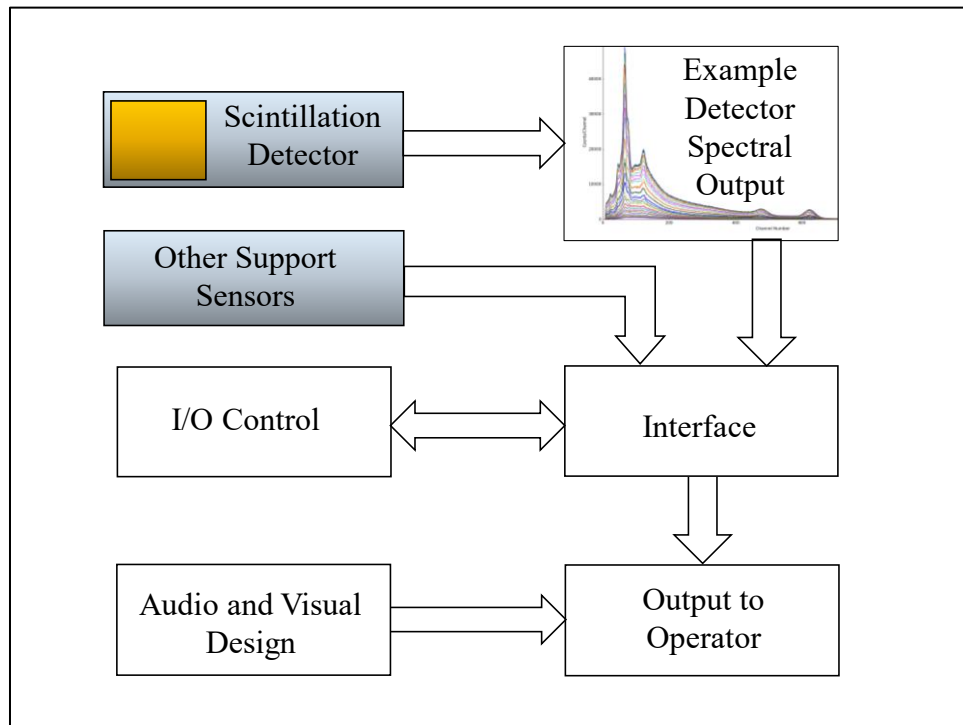 Scintillation
Detector
Example
Detector
Spectral
Output
Channel Number
Other Support
Sensors
I/O Control
Interface
Audio and Visual
Design
Output to
Operator